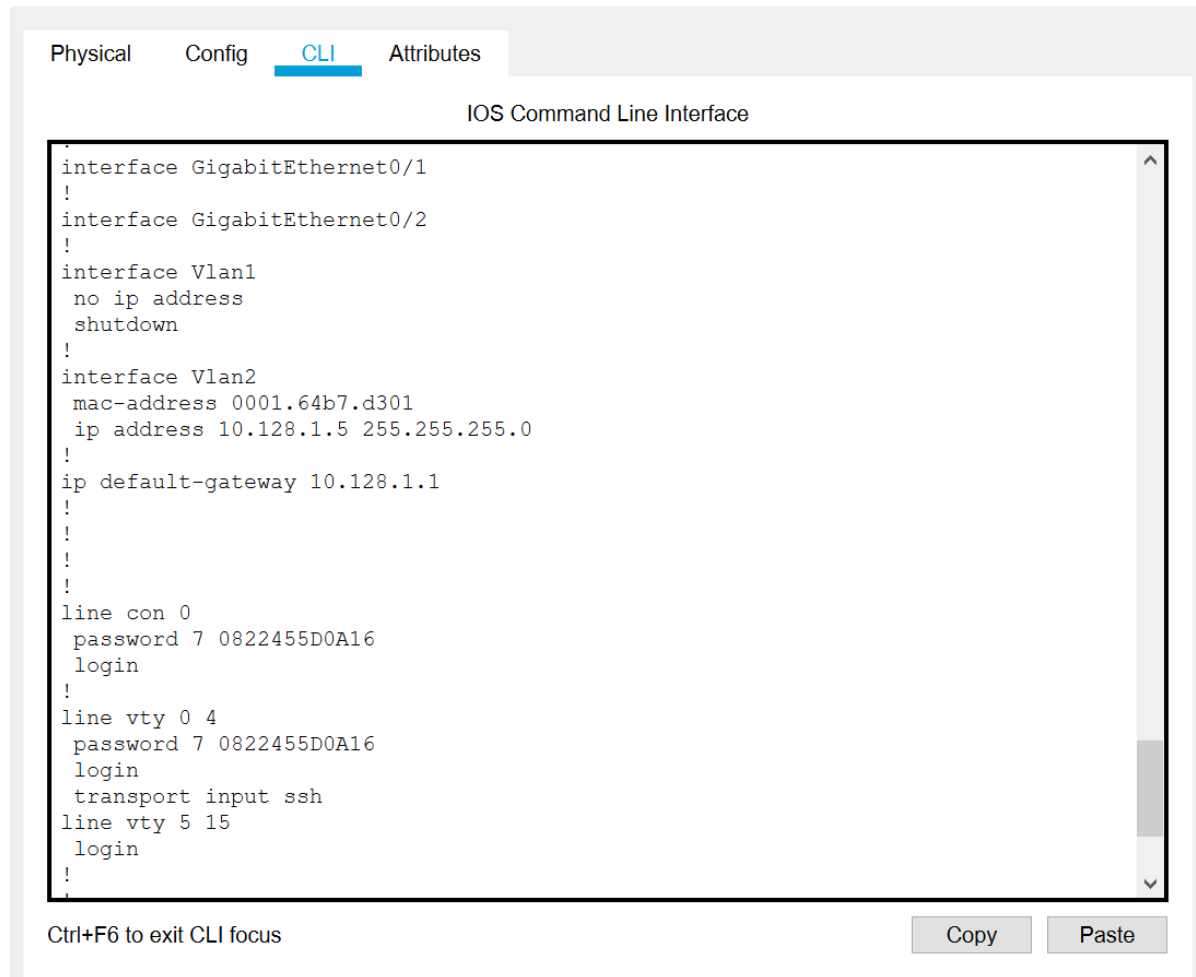 Physical Config CLI Attributes
IOS Command Line Interface
!
interface GigabitEthernet0/1
!
interface GigabitEthernet0/2
!
interface Vlan1
 no ip address
 shutdown
!
interface Vlan2
 mac-address 0001.64b7.d301
 ip address 10.128.1.5 255.255.255.0
!
ip default-gateway 10.128.1.1
!
!
!
!
line con 0
 password 7 0822455D0A16
 login
!
line vty 0 4
 password 7 0822455D0A16
 login
 transport input ssh
line vty 5 15
 login
!
!
Ctrl+F6 to exit CLI focus Copy Paste